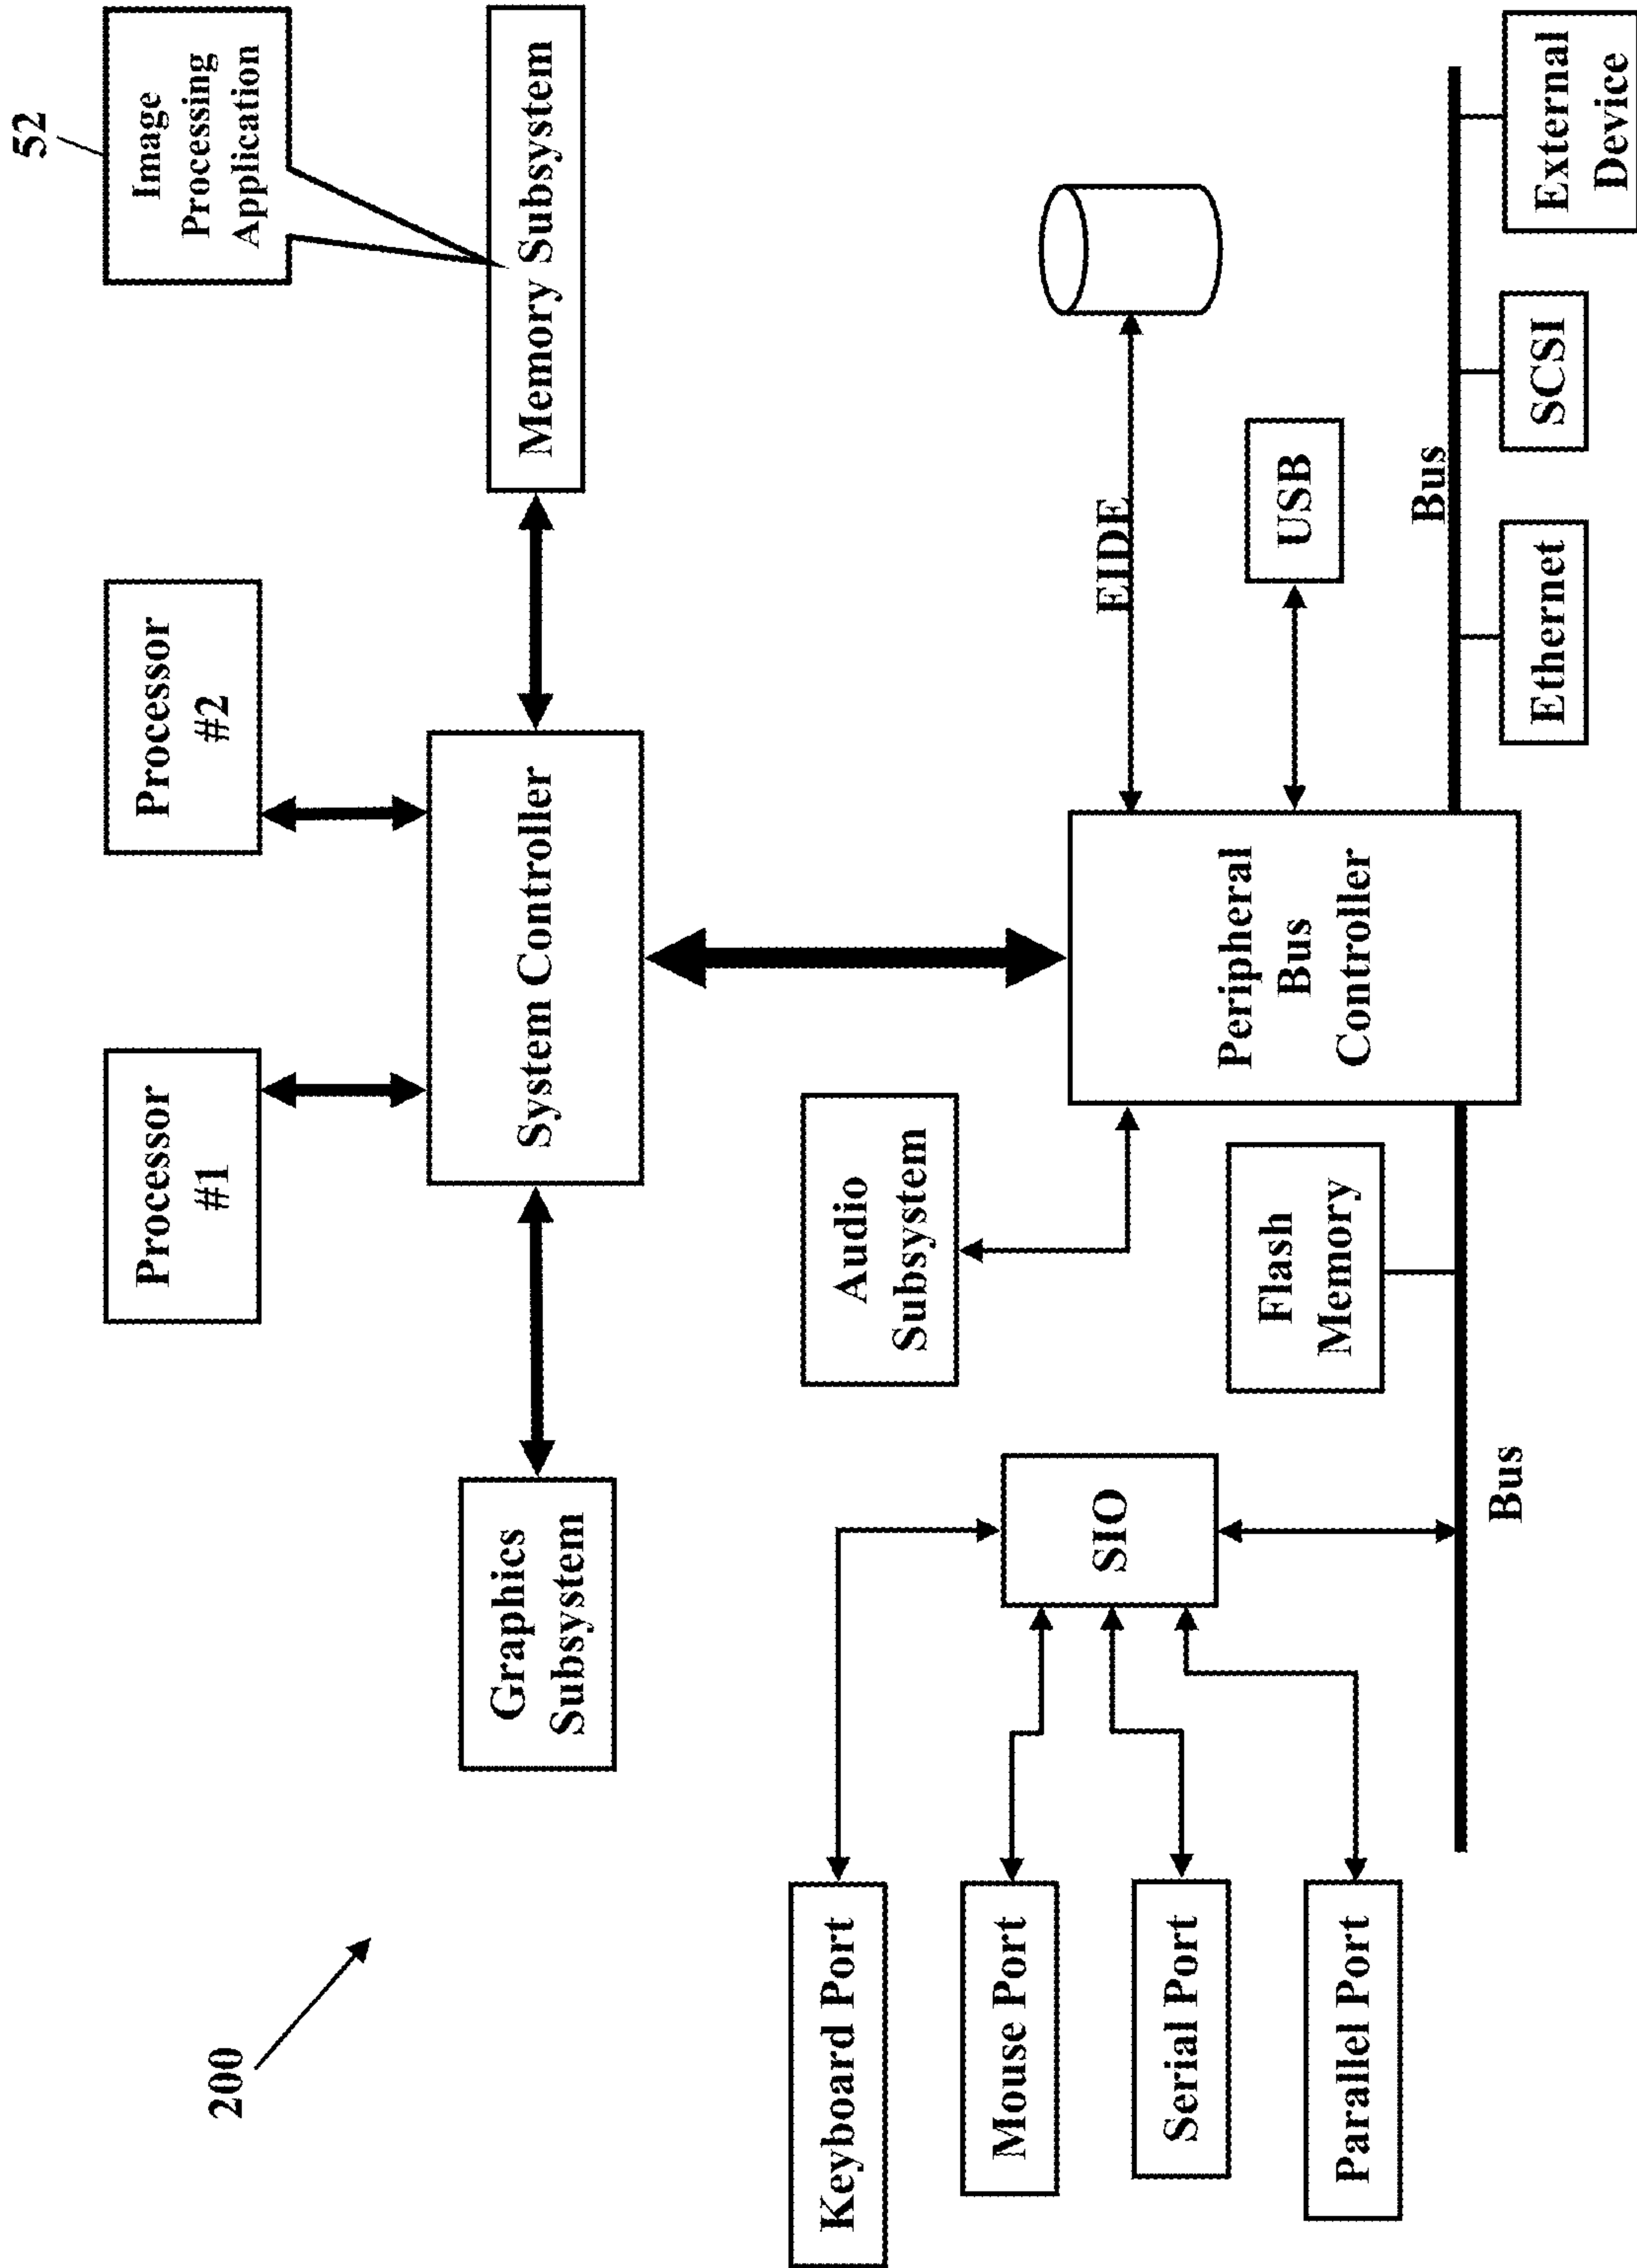 200
52
Image
Processing
Application
Processor
#1
Processor
#2
Graphics
Subsystem
System Controller
Memory Subsystem
Keyboard Port
Mouse Port
Serial Port
Parallel Port
SIO
Audio
Subsystem
Flash
Memory
Peripheral
Bus
Controller
EIDE
USB
Bus
Bus
Ethernet
SCSI
External
Device